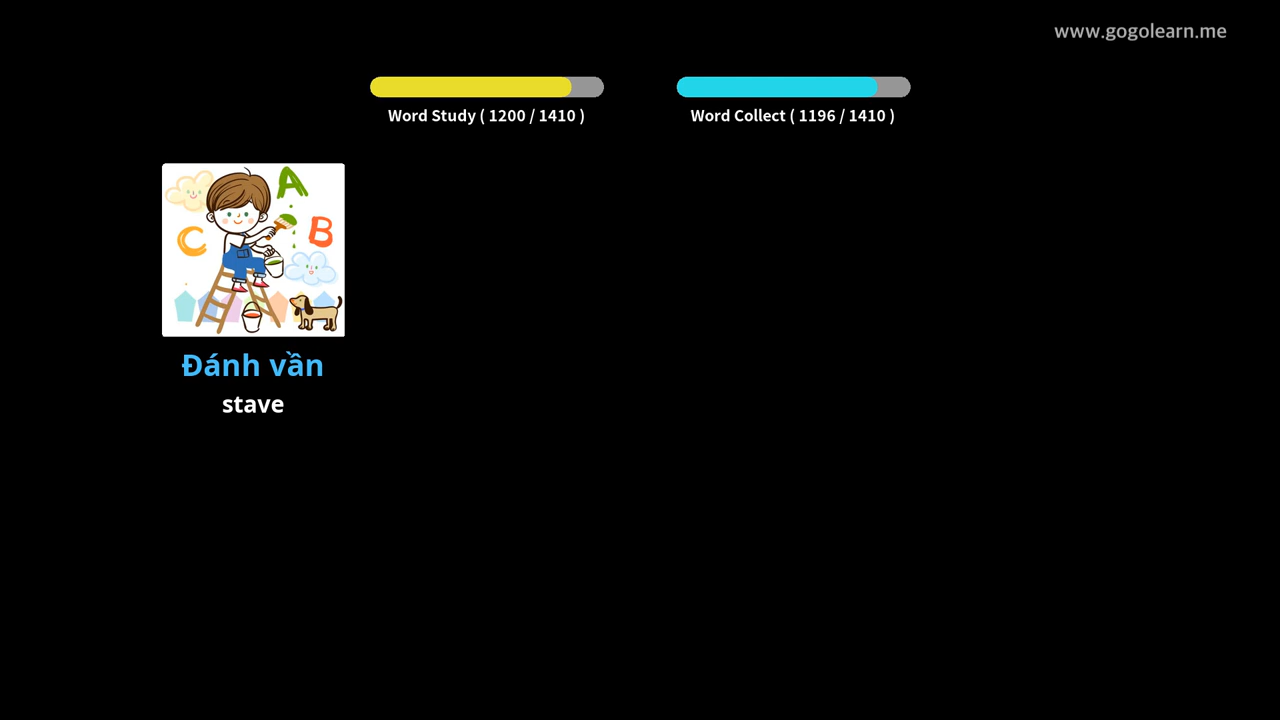 www.gogolearn.me
Word Study ( 1200 / 1410 )
Word Collect ( 1196 / 1410 )
A
B
C
Đánh vần
stave